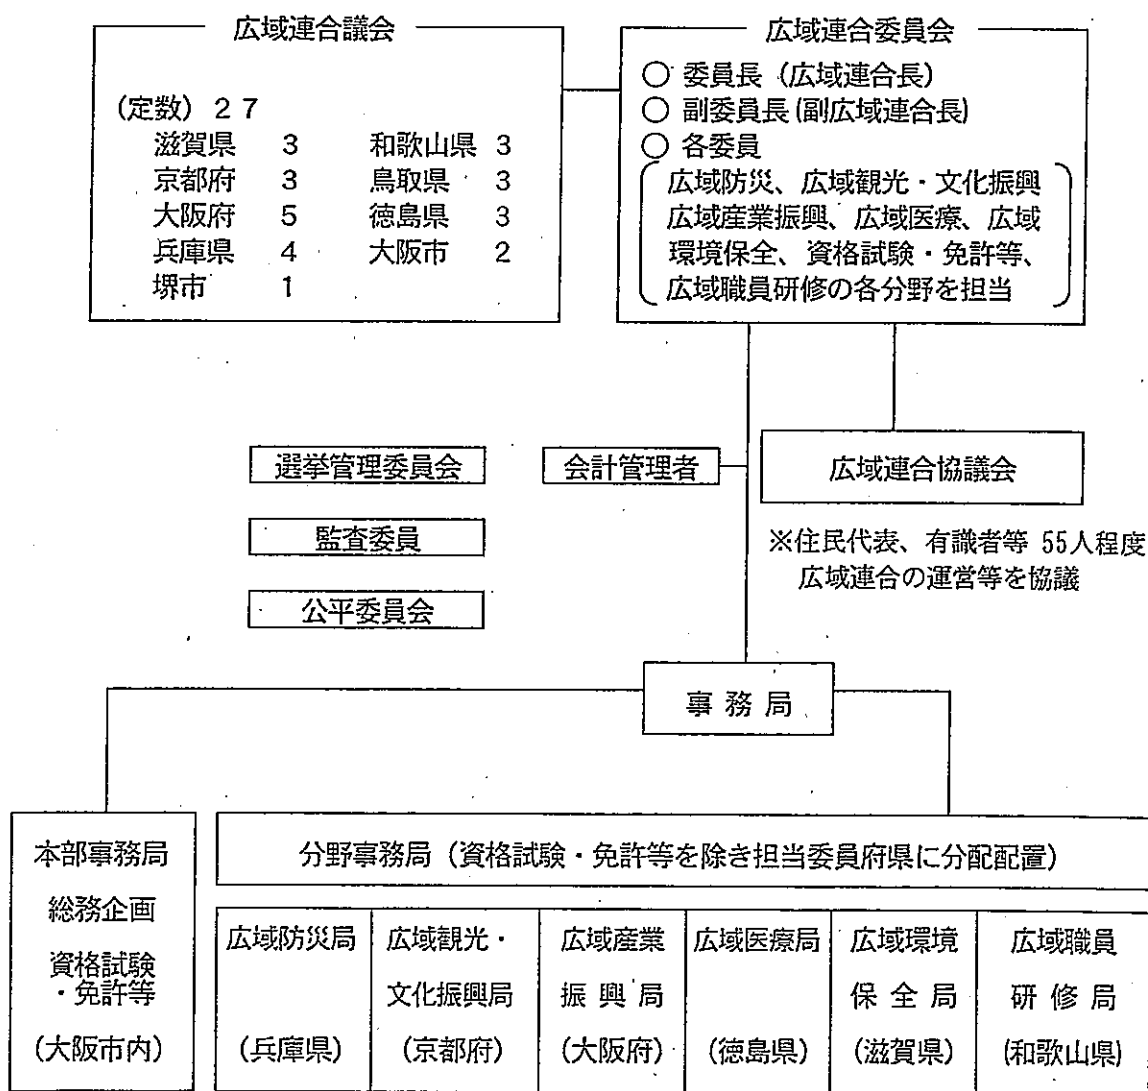 広域連合議会
(定数) 27
滋賀県 3 和歌山県 3
京都府 3 鳥取県 3
大阪府 5 徳島県 3
兵庫県 4 大阪市 2
堺市 1
広域連合委員会
○ 委員長 (広域連合長)
○ 副委員長 (副広域連合長)
○ 各委員
広域防災、広域観光・文化振興
広域産業振興、広域医療、広域
環境保全、資格試験・免許等、
広域職員研修の各分野を担当
選挙管理委員会
会計管理者
広域連合協議会
監査委員
※住民代表、有識者等 55人程度
広域連合の運営等を協議
公平委員会
事務局
本部事務局
総務企画
資格試験
・免許等
(大阪市内)
分野事務局 (資格試験・免許等を除き担当委員府県に分配配置)
広域防災局
(兵庫県)
広域観光・
文化振興局
(京都府)
広域産業
振興局
(大阪府)
広域医療局
(徳島県)
広域環境
保全局
(滋賀県)
広域職員
研修局
(和歌山県)